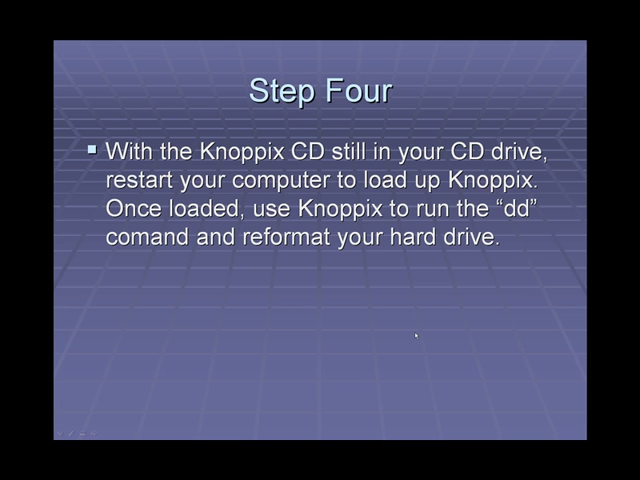 Step Four
With the Knoppix CD still in your CD drive,
restart your computer to load up Knoppix.
Once loaded, use Knoppix to run the “dd”
comand and reformat your hard drive.